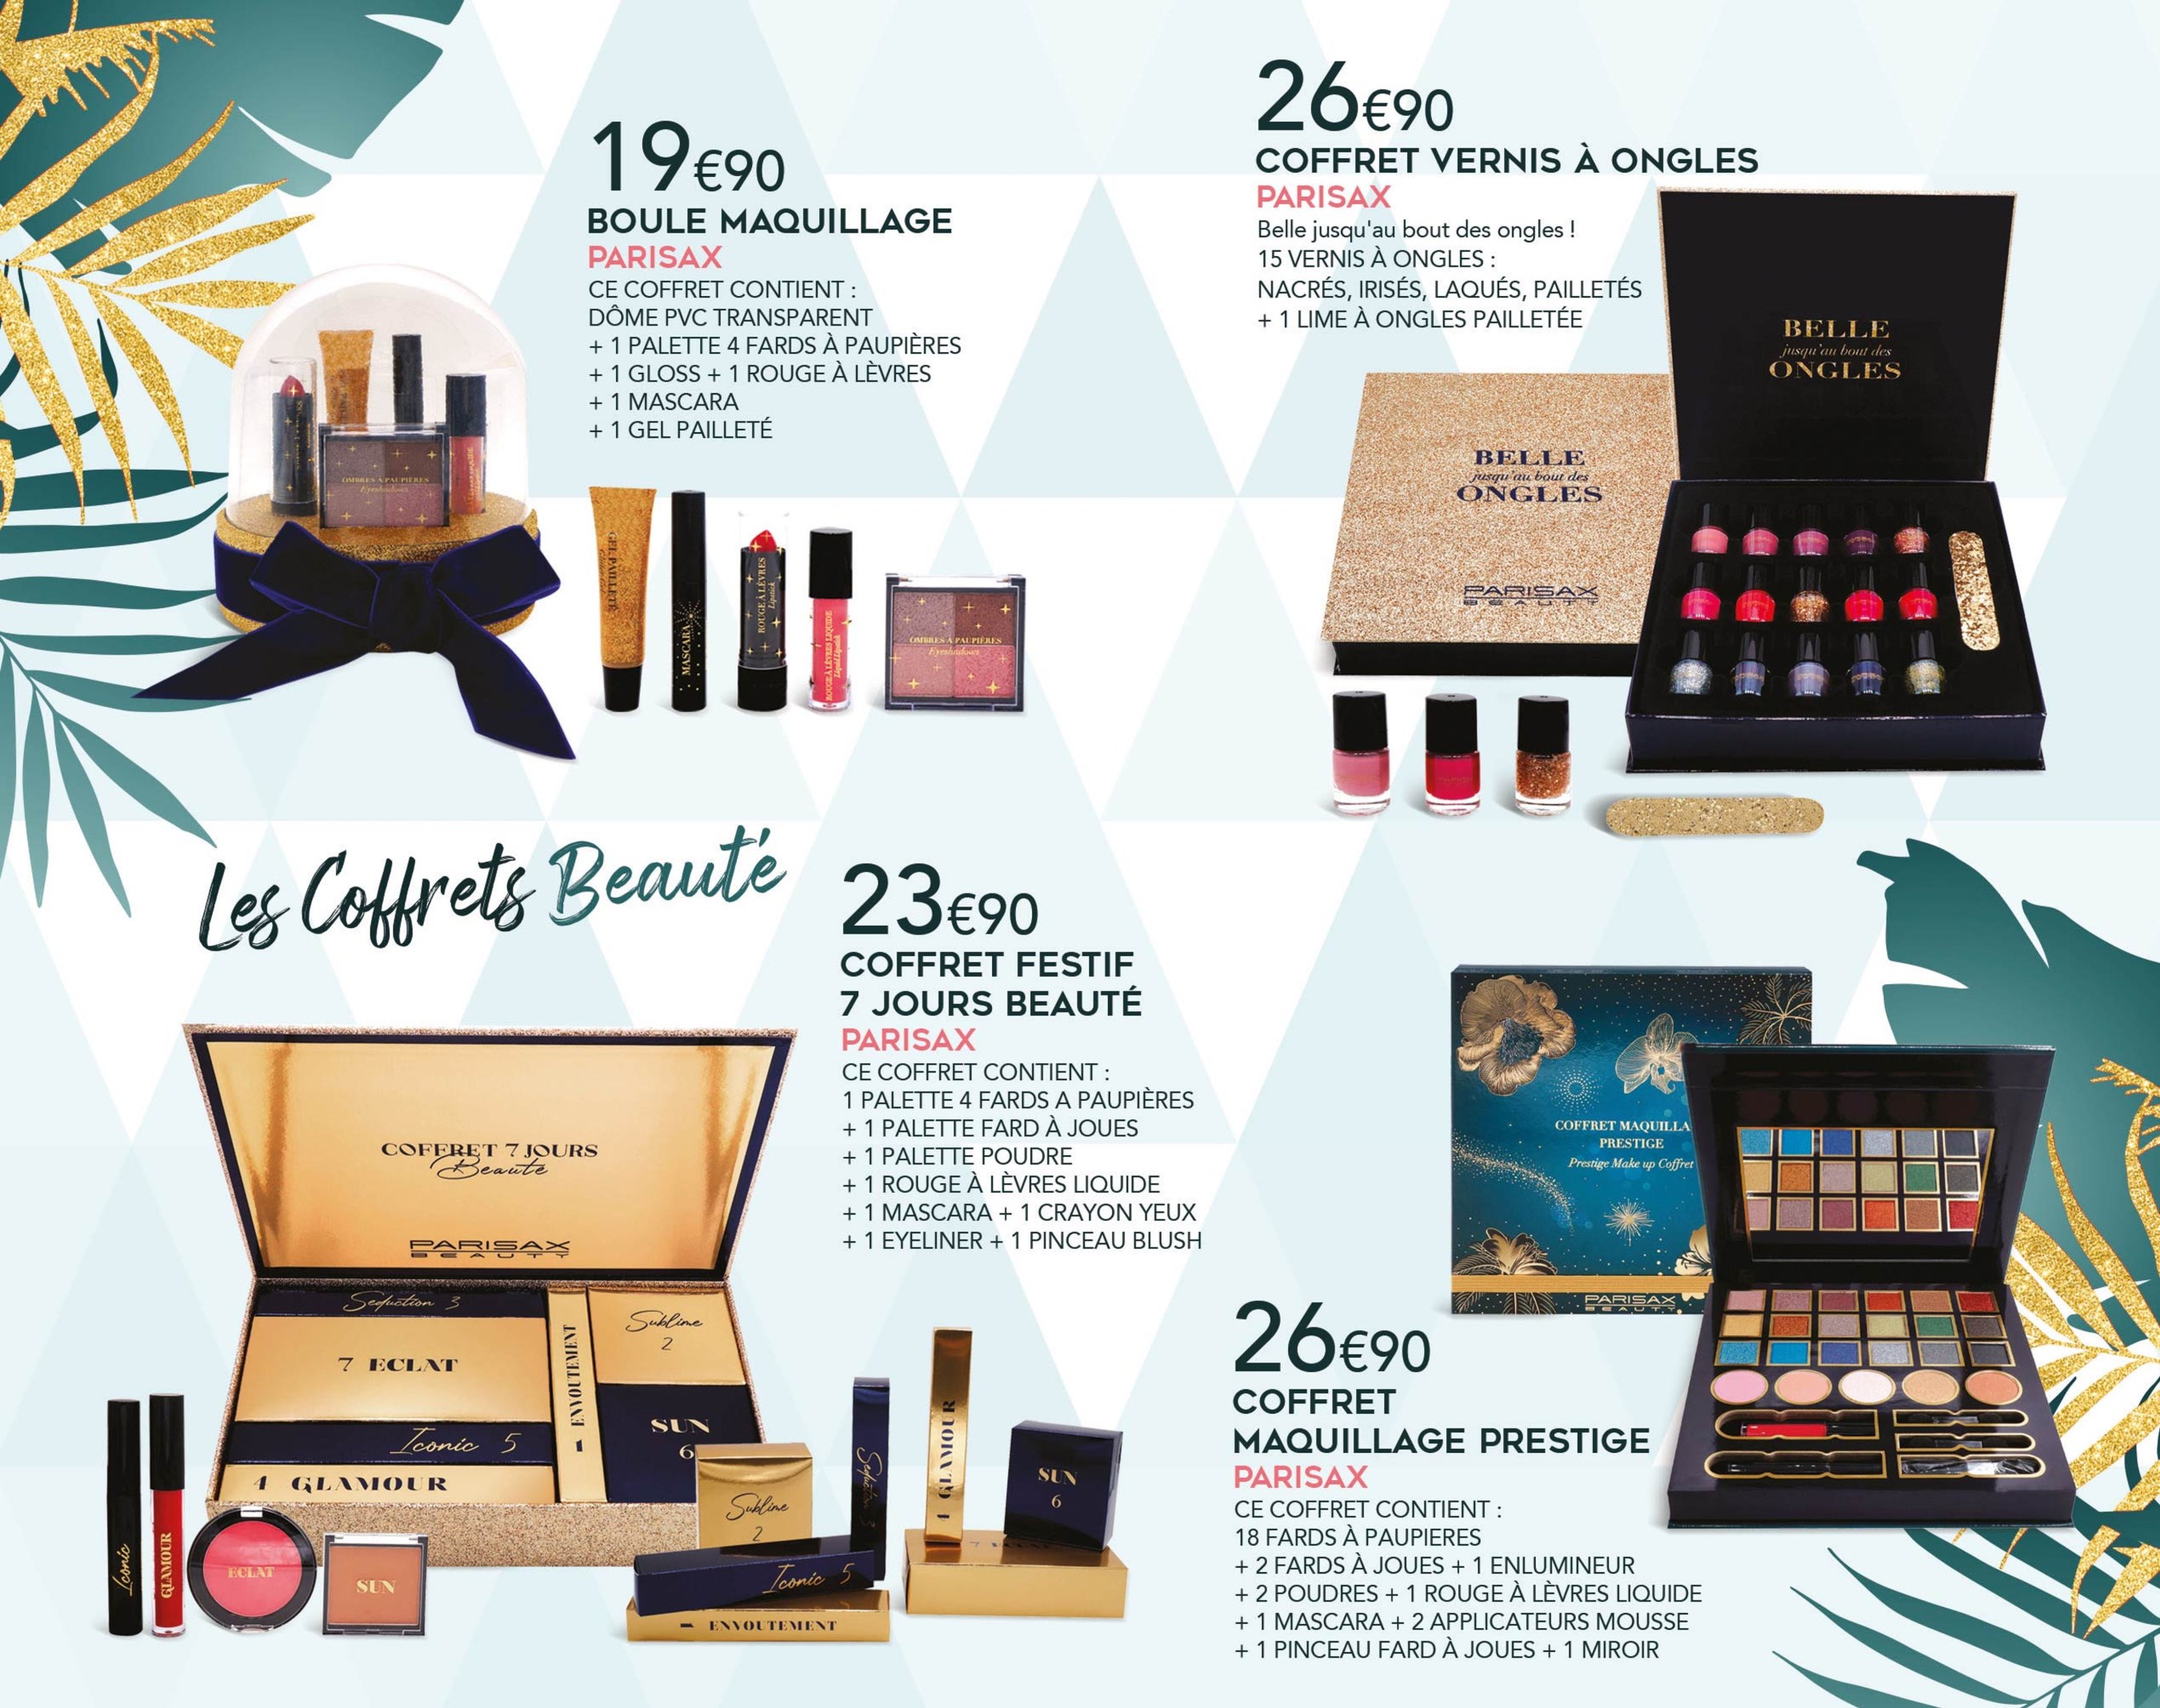 19€90
BOULE MAQUILLAGE
PARISAX
CE COFFRET CONTIENT :
DÔME PVC TRANSPARENT
+ 1 PALETTE 4 FARDS À PAUPIÈRES
+ 1 GLOSS + 1 ROUGE À LÈVRES
+ 1 MASCARA
+ 1 GEL PAILLETÉ
OMBRES A PAUPIÈRES
Eyeshadows
GEL PAILLETÉ
MASCARA
ROUGE À LÈVRES
Lipstick
ROUGE À LÈVRES LIQUIDE
Liquid Lipstick
OMBRES A PAUPIÈRES
Eyeshadows
26€90
COFFRET VERNIS À ONGLES
PARISAX
Belle jusqu'au bout des ongles !
15 VERNIS À ONGLES :
NACRÉS, IRISÉS, LAQUÉS, PAILLETÉS
+ 1 LIME À ONGLES PAILLETÉE
BELLE
jusqu'au bout des
ONGLES
BELLE
jusqu'au bout des
ONGLES
PARISAX
BEAUTY
Les Coffrets Beauté
23€90
COFFRET FESTIF
7 JOURS BEAUTÉ
PARISAX
CE COFFRET CONTIENT :
1 PALETTE 4 FARDS A PAUPIÈRES
+ 1 PALETTE FARD À JOUES
+ 1 PALETTE POUDRE
+ 1 ROUGE À LÈVRES LIQUIDE
+ 1 MASCARA + 1 CRAYON YEUX
+ 1 EYELINER + 1 PINCEAU BLUSH
COFFRET 7 JOURS
Beauté
PARISAX
BEAUTY
Seduction 3
7 ECLAT
Iconic 5
4 GLAMOUR
1 ENVOUTEMENT
Sublime
2
SUN
6
Iconic
GLAMOUR
ECLAT
SUN
Sublime
2
Seduction 3
4 GLAMOUR
SUN
6
Iconic 5
1 ENVOUTEMENT
COFFRET MAQUILLA
PRESTIGE
Prestige Make up Coffret
PARISAX
BEAUTY
26€90
COFFRET
MAQUILLAGE PRESTIGE
PARISAX
CE COFFRET CONTIENT :
18 FARDS À PAUPIERES
+ 2 FARDS À JOUES + 1 ENLUMINEUR
+ 2 POUDRES + 1 ROUGE À LÈVRES LIQUIDE
+ 1 MASCARA + 2 APPLICATEURS MOUSSE
+ 1 PINCEAU FARD À JOUES + 1 MIROIR